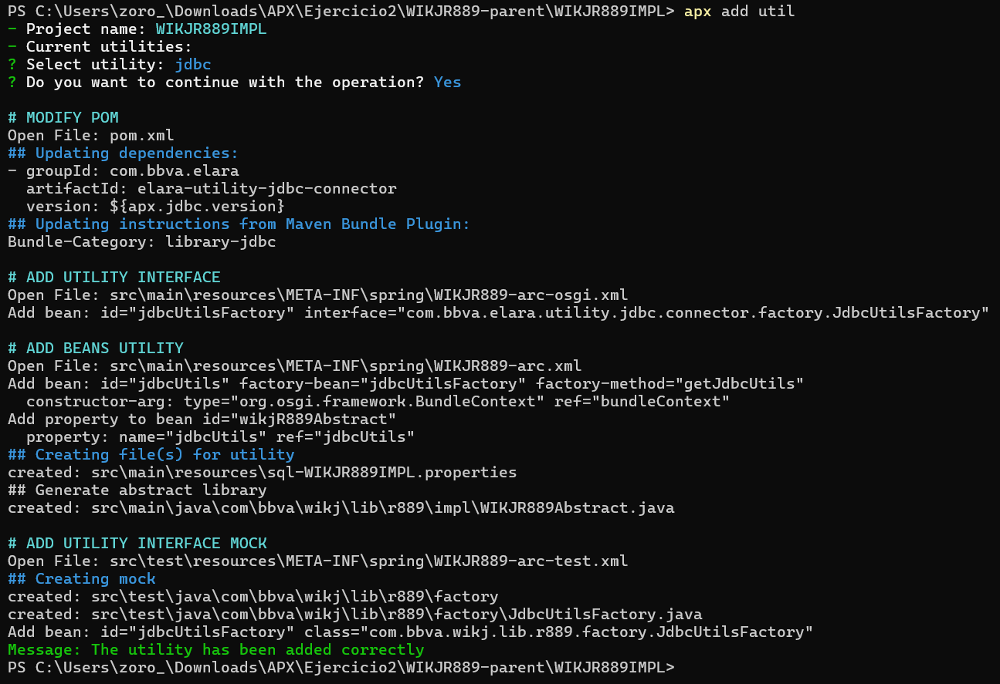 PS C:\Users\zoro_\Downloads\APX\Ejercicio2\WIKJR889-parent\WIKJR889IMPL> apx add util
- Project name: WIKJR889IMPL
- Current utilities:
? Select utility: jdbc
? Do you want to continue with the operation? Yes
# MODIFY POM
Open File: pom.xml
## Updating dependencies:
- groupId: com.bbva.elara
  artifactId: elara-utility-jdbc-connector
  version: ${apx.jdbc.version}
## Updating instructions from Maven Bundle Plugin:
Bundle-Category: library-jdbc
# ADD UTILITY INTERFACE
Open File: src\main\resources\META-INF\spring\WIKJR889-arc-osgi.xml
Add bean: id="jdbcUtilsFactory" interface="com.bbva.elara.utility.jdbc.connector.factory.JdbcUtilsFactory"
# ADD BEANS UTILITY
Open File: src\main\resources\META-INF\spring\WIKJR889-arc.xml
Add bean: id="jdbcUtils" factory-bean="jdbcUtilsFactory" factory-method="getJdbcUtils"
  constructor-arg: type="org.osgi.framework.BundleContext" ref="bundleContext"
Add property to bean id="wikjR889Abstract"
  property: name="jdbcUtils" ref="jdbcUtils"
## Creating file(s) for utility
created: src\main\resources\sql-WIKJR889IMPL.properties
## Generate abstract library
created: src\main\java\com\bbva\wikj\lib\r889\impl\WIKJR889Abstract.java
# ADD UTILITY INTERFACE MOCK
Open File: src\test\resources\META-INF\spring\WIKJR889-arc-test.xml
## Creating mock
created: src\test\java\com\bbva\wikj\lib\r889\factory
created: src\test\java\com\bbva\wikj\lib\r889\factory\JdbcUtilsFactory.java
Add bean: id="jdbcUtilsFactory" class="com.bbva.wikj.lib.r889.factory.JdbcUtilsFactory"
Message: The utility has been added correctly
PS C:\Users\zoro_\Downloads\APX\Ejercicio2\WIKJR889-parent\WIKJR889IMPL>